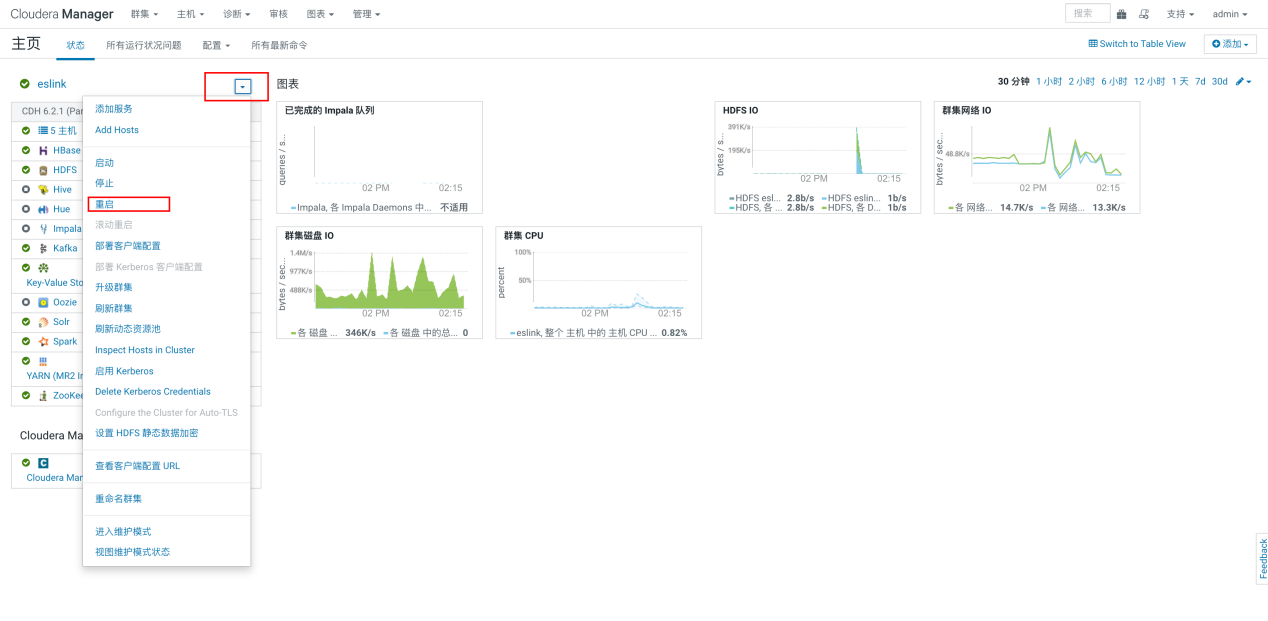 Cloudera Manager 群集 主机 诊断 审核 图表 管理 搜索 支持 admin
主页 状态 所有运行状况问题 配置 所有最新命令 Switch to Table View 添加
eslink
图表
30 分钟 1 小时 2 小时 6 小时 12 小时 1 天 7d 30d
CDH 6.2.1 (Par
5 主机
HBase
HDFS
Hive
Hue
Impala
Kafka
Key-Value Sto
Oozie
Solr
Spark
YARN (MR2 In
ZooKee
Cloudera Ma
Cloudera Man
添加服务
Add Hosts
启动
停止
重启
滚动重启
部署客户端配置
部署 Kerberos 客户端配置
升级群集
刷新群集
刷新动态资源池
Inspect Hosts in Cluster
启用 Kerberos
Delete Kerberos Credentials
Configure the Cluster for Auto-TLS
设置 HDFS 静态数据加密
查看客户端配置 URL
重命名群集
进入维护模式
视图维护模式状态
已完成的 Impala 队列
queries / s...
02 PM 02:15
Impala, 各 Impala Daemons 中... 不适用
HDFS IO
bytes / s...
391K/s
195K/s
02 PM 02:15
HDFS esl... 2.8b/s HDFS eslin... 1b/s
HDFS, 各 ... 2.8b/s HDFS, 各 D... 1b/s
群集网络 IO
bytes / sec...
48.8K/s
02 PM 02:15
各 网络... 14.7K/s 各 网络... 13.3K/s
群集磁盘 IO
bytes / sec...
1.4M/s
977K/s
488K/s
02 PM 02:15
各 磁盘 ... 346K/s 各 磁盘 中的总... 0
群集 CPU
percent
100%
50%
02 PM 02:15
eslink, 整个 主机 中的 主机 CPU ... 0.82%
Feedback